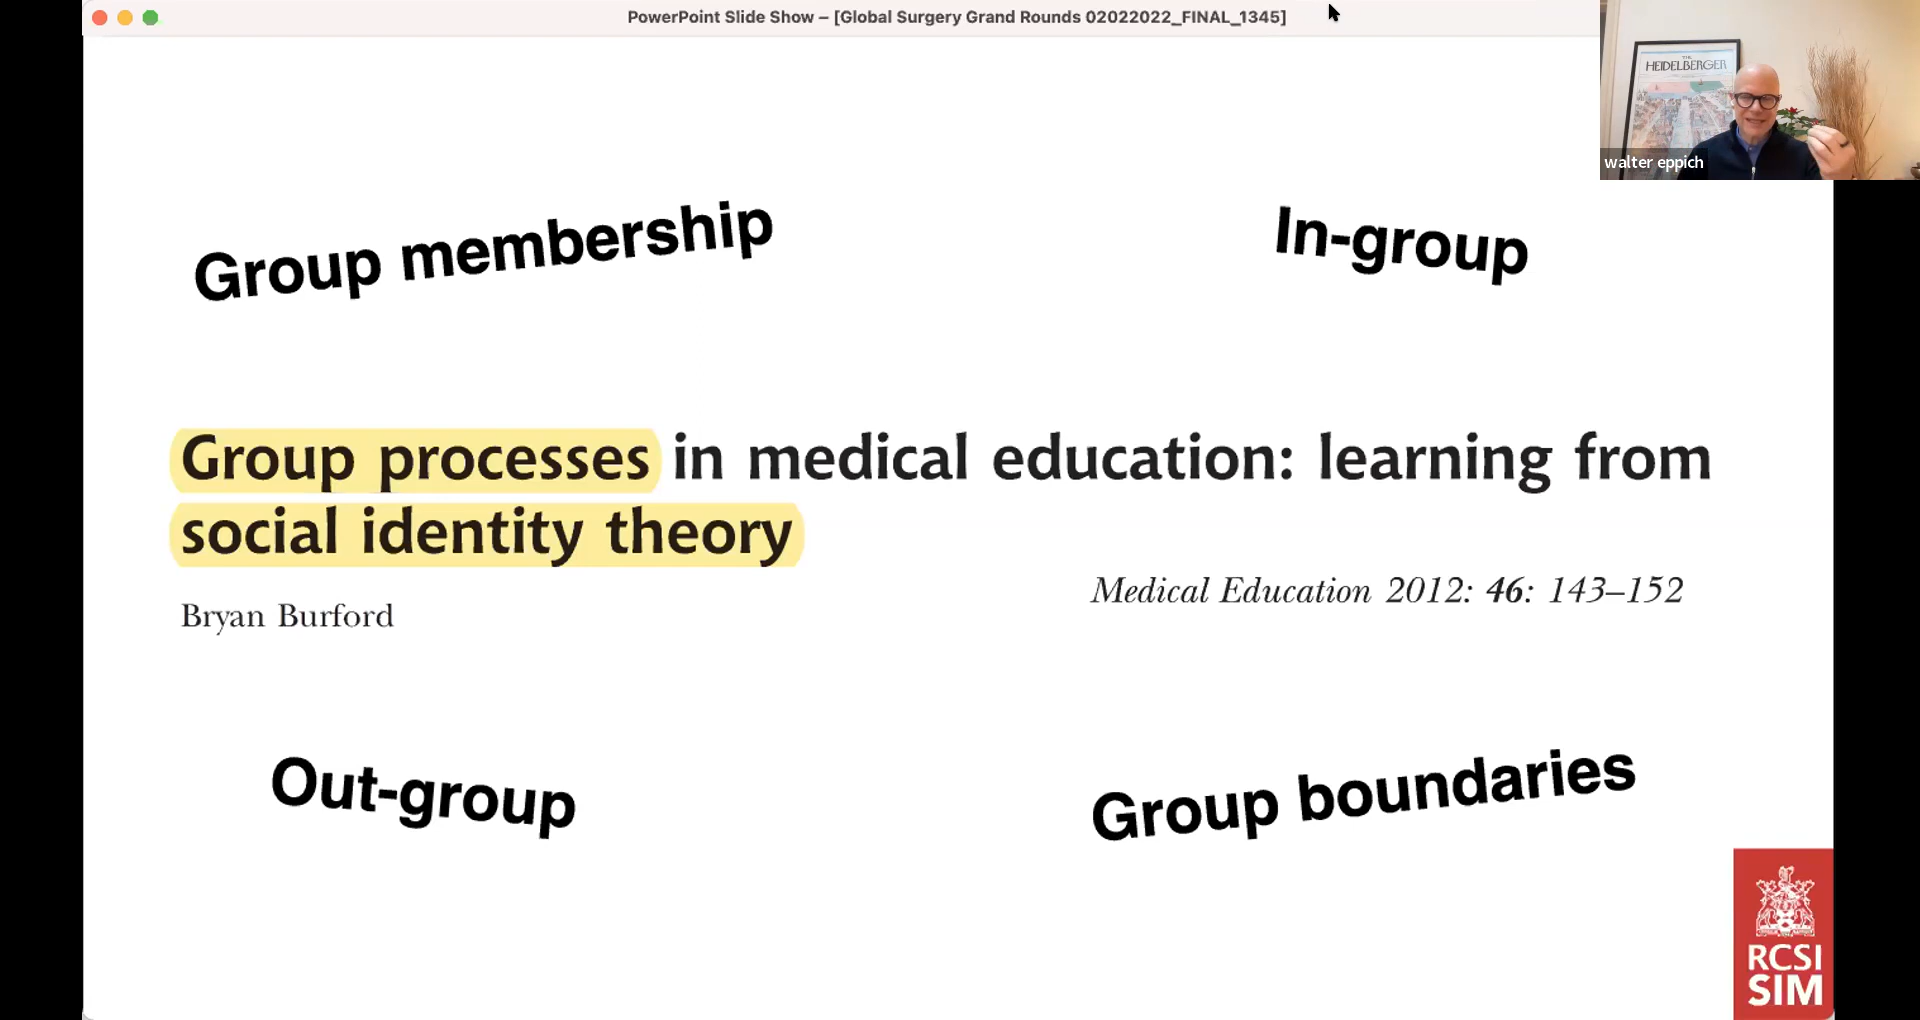 PowerPoint Slide Show – [Global Surgery Grand Rounds 02022022_FINAL_1345]
THE
HEIDELBERGER
walter eppich
Group membership
In-group
Group processes in medical education: learning from
social identity theory
Medical Education 2012: 46: 143–152
Bryan Burford
Out-group
Group boundaries
RCSI
SIM